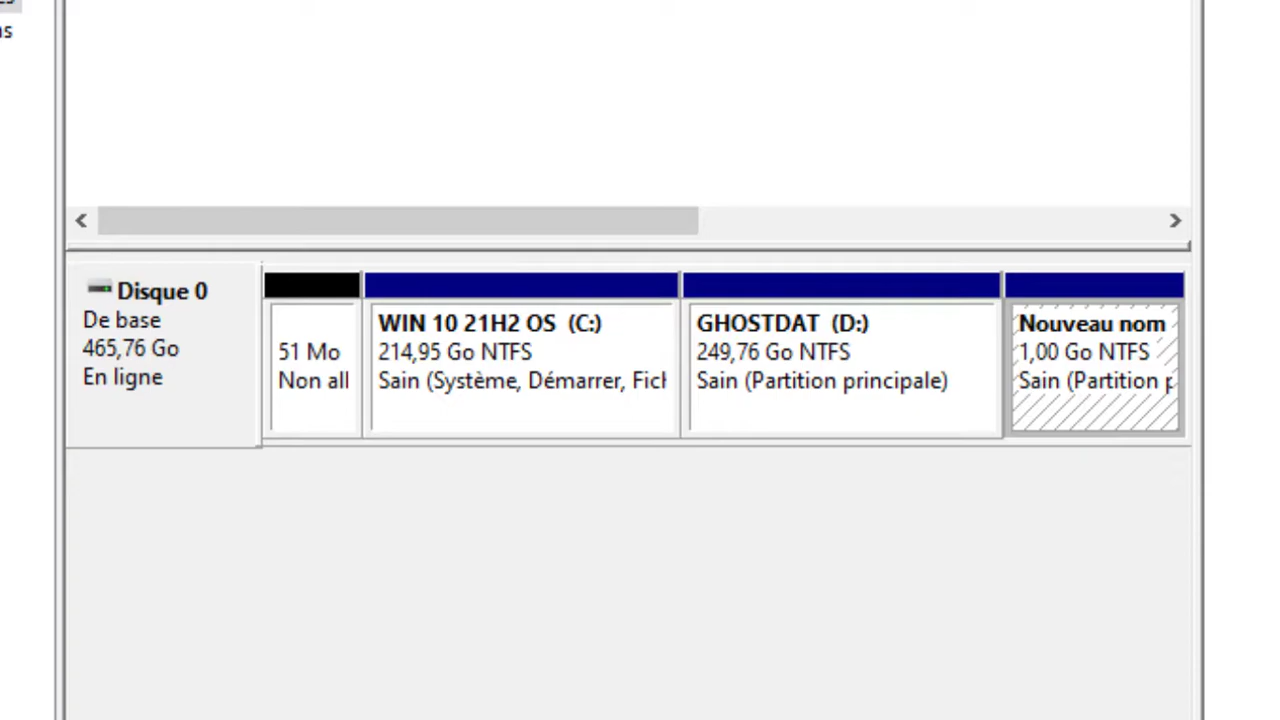 Disque 0
De base
465,76 Go
En ligne
51 Mo
Non all
WIN 10 21H2 OS (C:)
214,95 Go NTFS
Sain (Système, Démarrer, Fich
GHOSTDAT (D:)
249,76 Go NTFS
Sain (Partition principale)
Nouveau nom
1,00 Go NTFS
Sain (Partition p